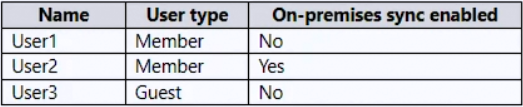 Name User type On-premises sync enabled
User1 Member No
User2 Member Yes
User3 Guest No